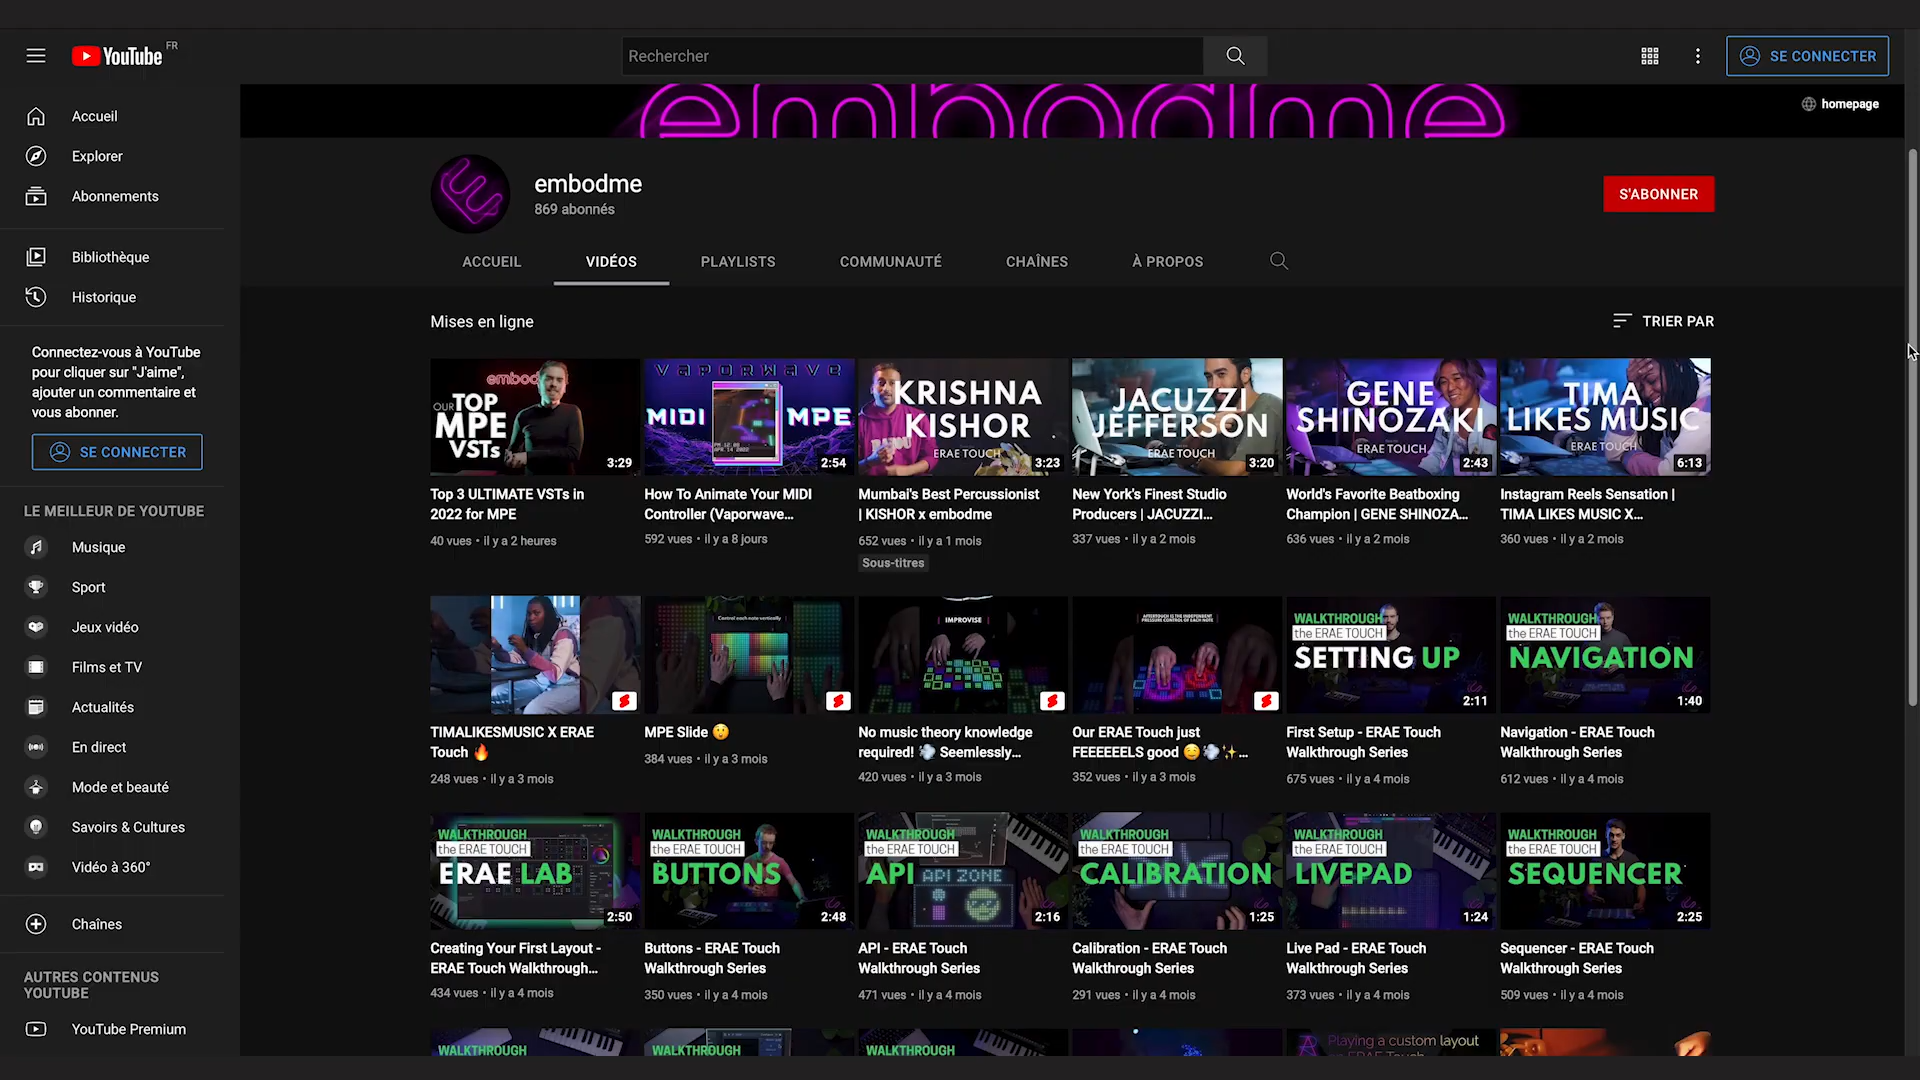 YouTube FR
Rechercher
SE CONNECTER
Accueil
Explorer
Abonnements
Bibliothèque
Historique
Connectez-vous à YouTube
pour cliquer sur "J'aime",
ajouter un commentaire et
vous abonner.
SE CONNECTER
LE MEILLEUR DE YOUTUBE
Musique
Sport
Jeux vidéo
Films et TV
Actualités
En direct
Mode et beauté
Savoirs & Cultures
Vidéo à 360°
Chaînes
AUTRES CONTENUS
YOUTUBE
YouTube Premium
embodme
homepage
embodme
869 abonnés
S'ABONNER
ACCUEIL
VIDÉOS
PLAYLISTS
COMMUNAUTÉ
CHAÎNES
À PROPOS
Mises en ligne
TRIER PAR
OUR TOP
MPE
VSTs
3:29
Top 3 ULTIMATE VSTs in
2022 for MPE
40 vues • il y a 2 heures
VAPORWAVE
MIDI MPE
2:54
How To Animate Your MIDI
Controller (Vaporwave...
592 vues • il y a 8 jours
KRISHNA
KISHOR
ERAE TOUCH
3:23
Mumbai's Best Percussionist
| KISHOR x embodme
652 vues • il y a 1 mois
Sous-titres
JACUZZI
JEFFERSON
ERAE TOUCH
3:20
New York's Finest Studio
Producers | JACUZZI...
337 vues • il y a 2 mois
GENE
SHINOZAKI
ERAE TOUCH
2:43
World's Favorite Beatboxing
Champion | GENE SHINOZA...
636 vues • il y a 2 mois
TIMA
LIKES MUSIC
ERAE TOUCH
6:13
Instagram Reels Sensation |
TIMA LIKES MUSIC X...
360 vues • il y a 2 mois
TIMALIKESMUSIC X ERAE
Touch 🔥
248 vues • il y a 3 mois
Control each note vertically
MPE Slide 😲
384 vues • il y a 3 mois
IMPROVISE
No music theory knowledge
required! 💨 Seemlessly...
420 vues • il y a 3 mois
AFTERTOUCH IS THE INDEPENDENT
PRESSURE CONTROL OF EACH NOTE
Our ERAE Touch just
FEEEEEELS good 😌💨✨...
352 vues • il y a 3 mois
WALKTHROUGH
the ERAE TOUCH
SETTING UP
2:11
First Setup - ERAE Touch
Walkthrough Series
675 vues • il y a 4 mois
WALKTHROUGH
the ERAE TOUCH
NAVIGATION
1:40
Navigation - ERAE Touch
Walkthrough Series
612 vues • il y a 4 mois
WALKTHROUGH
the ERAE TOUCH
ERAE LAB
2:50
Creating Your First Layout -
ERAE Touch Walkthrough...
434 vues • il y a 4 mois
WALKTHROUGH
the ERAE TOUCH
BUTTONS
2:48
Buttons - ERAE Touch
Walkthrough Series
350 vues • il y a 4 mois
WALKTHROUGH
the ERAE TOUCH
API
API ZONE
2:16
API - ERAE Touch
Walkthrough Series
471 vues • il y a 4 mois
WALKTHROUGH
the ERAE TOUCH
CALIBRATION
1:25
Calibration - ERAE Touch
Walkthrough Series
291 vues • il y a 4 mois
WALKTHROUGH
the ERAE TOUCH
LIVEPAD
1:24
Live Pad - ERAE Touch
Walkthrough Series
373 vues • il y a 4 mois
WALKTHROUGH
the ERAE TOUCH
SEQUENCER
2:25
Sequencer - ERAE Touch
Walkthrough Series
509 vues • il y a 4 mois
WALKTHROUGH
WALKTHROUGH
WALKTHROUGH
Playing a custom layout